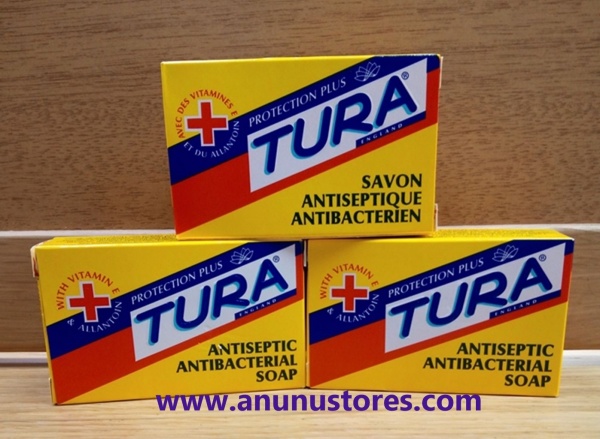 AVEC DES VITAMINES E
ET DU ALLANTOIN
PROTECTION PLUS
TURA®
ENGLAND
SAVON
ANTISEPTIQUE
ANTIBACTERIEN
WITH VITAMIN E
& ALLANTOIN
PROTECTION PLUS
TURA®
ENGLAND
ANTISEPTIC
ANTIBACTERIAL
SOAP
WITH VITAMIN E
& ALLANTOIN
PROTECTION PLUS
TURA®
ENGLAND
ANTISEPTIC
ANTIBACTERIAL
SOAP
www.anunustores.com